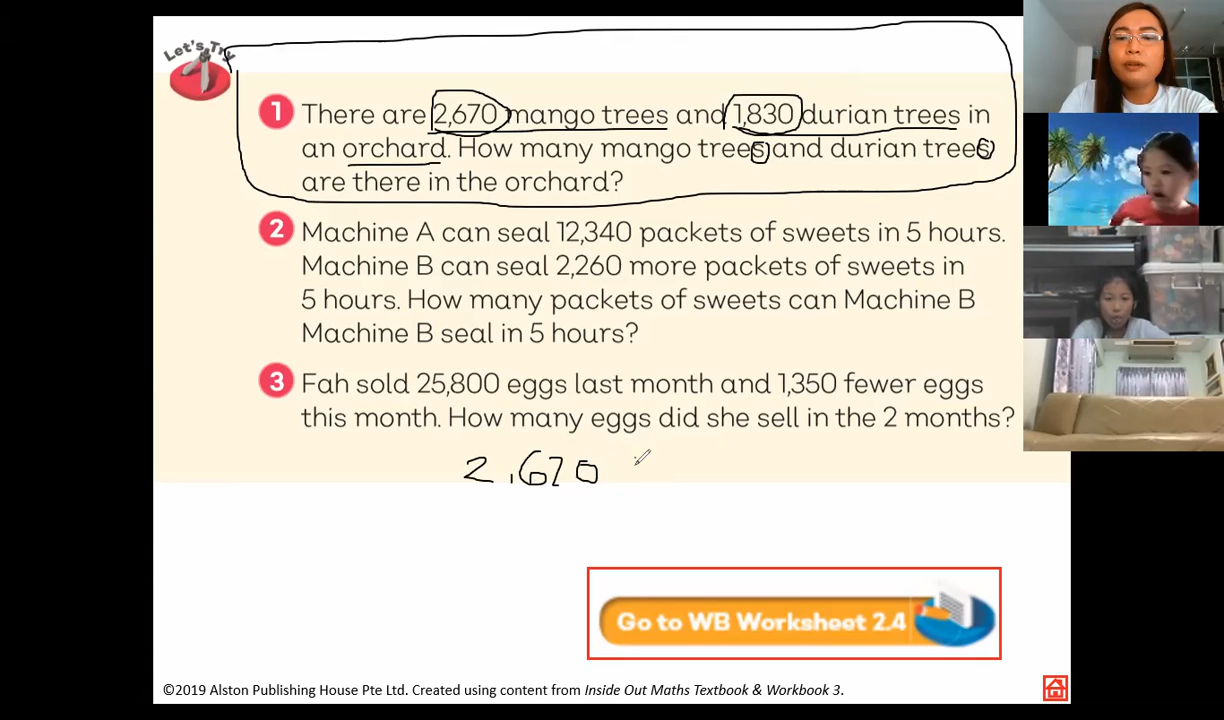 Let's Try
1 There are 2,670 mango trees and 1,830 durian trees in
an orchard. How many mango trees and durian trees
are there in the orchard?
2 Machine A can seal 12,340 packets of sweets in 5 hours.
Machine B can seal 2,260 more packets of sweets in
5 hours. How many packets of sweets can Machine B
Machine B seal in 5 hours?
3 Fah sold 25,800 eggs last month and 1,350 fewer eggs
this month. How many eggs did she sell in the 2 months?
2,670
Go to WB Worksheet 2.4
©2019 Alston Publishing House Pte Ltd. Created using content from Inside Out Maths Textbook & Workbook 3.